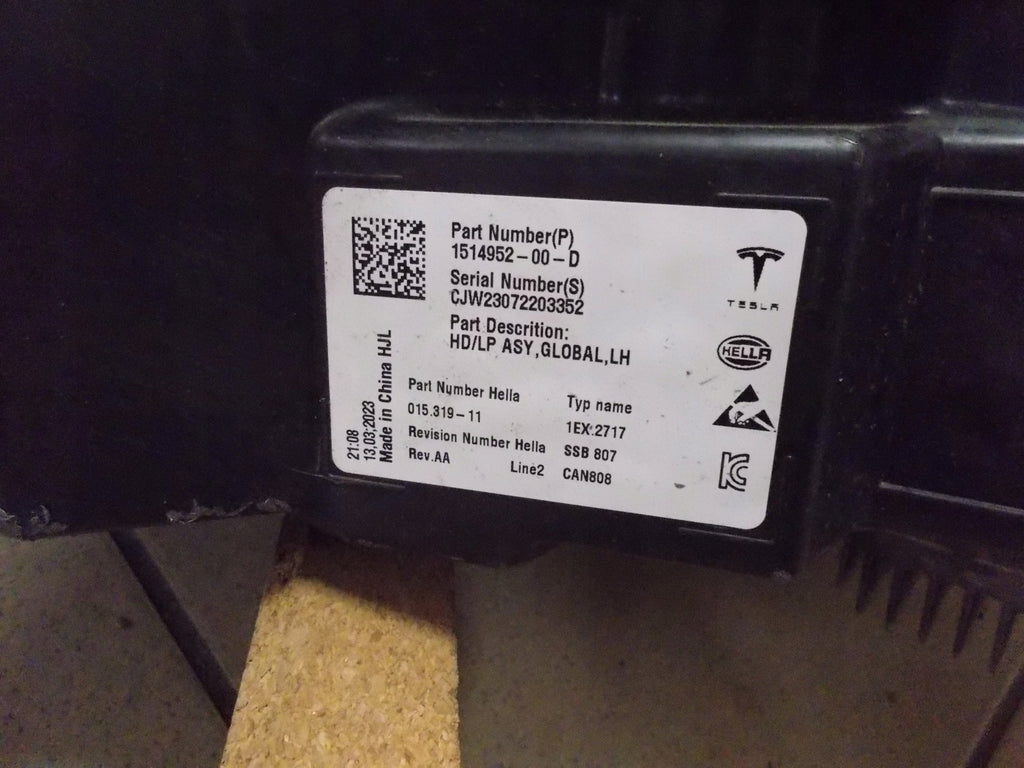 Part Number(P)
1514952-00-D
Serial Number(S)
CJW23072203352
Part Descrition:
HD/LP ASY,GLOBAL,LH
TESLA
HELLA
Part Number Hella
015.319-11
Revision Number Hella
Rev.AA
Line2
Typ name
1EX.2717
SSB 807
CAN808
21:08
13,03,2023
Made in China HJL